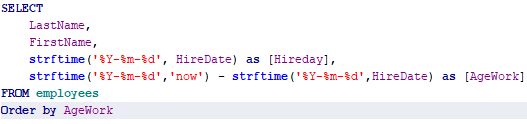 SELECT
LastName,
FirstName,
strftime('%Y-%m-%d', HireDate) as [Hireday],
strftime('%Y-%m-%d','now') - strftime('%Y-%m-%d',HireDate) as [AgeWork]
FROM employees
Order by AgeWork